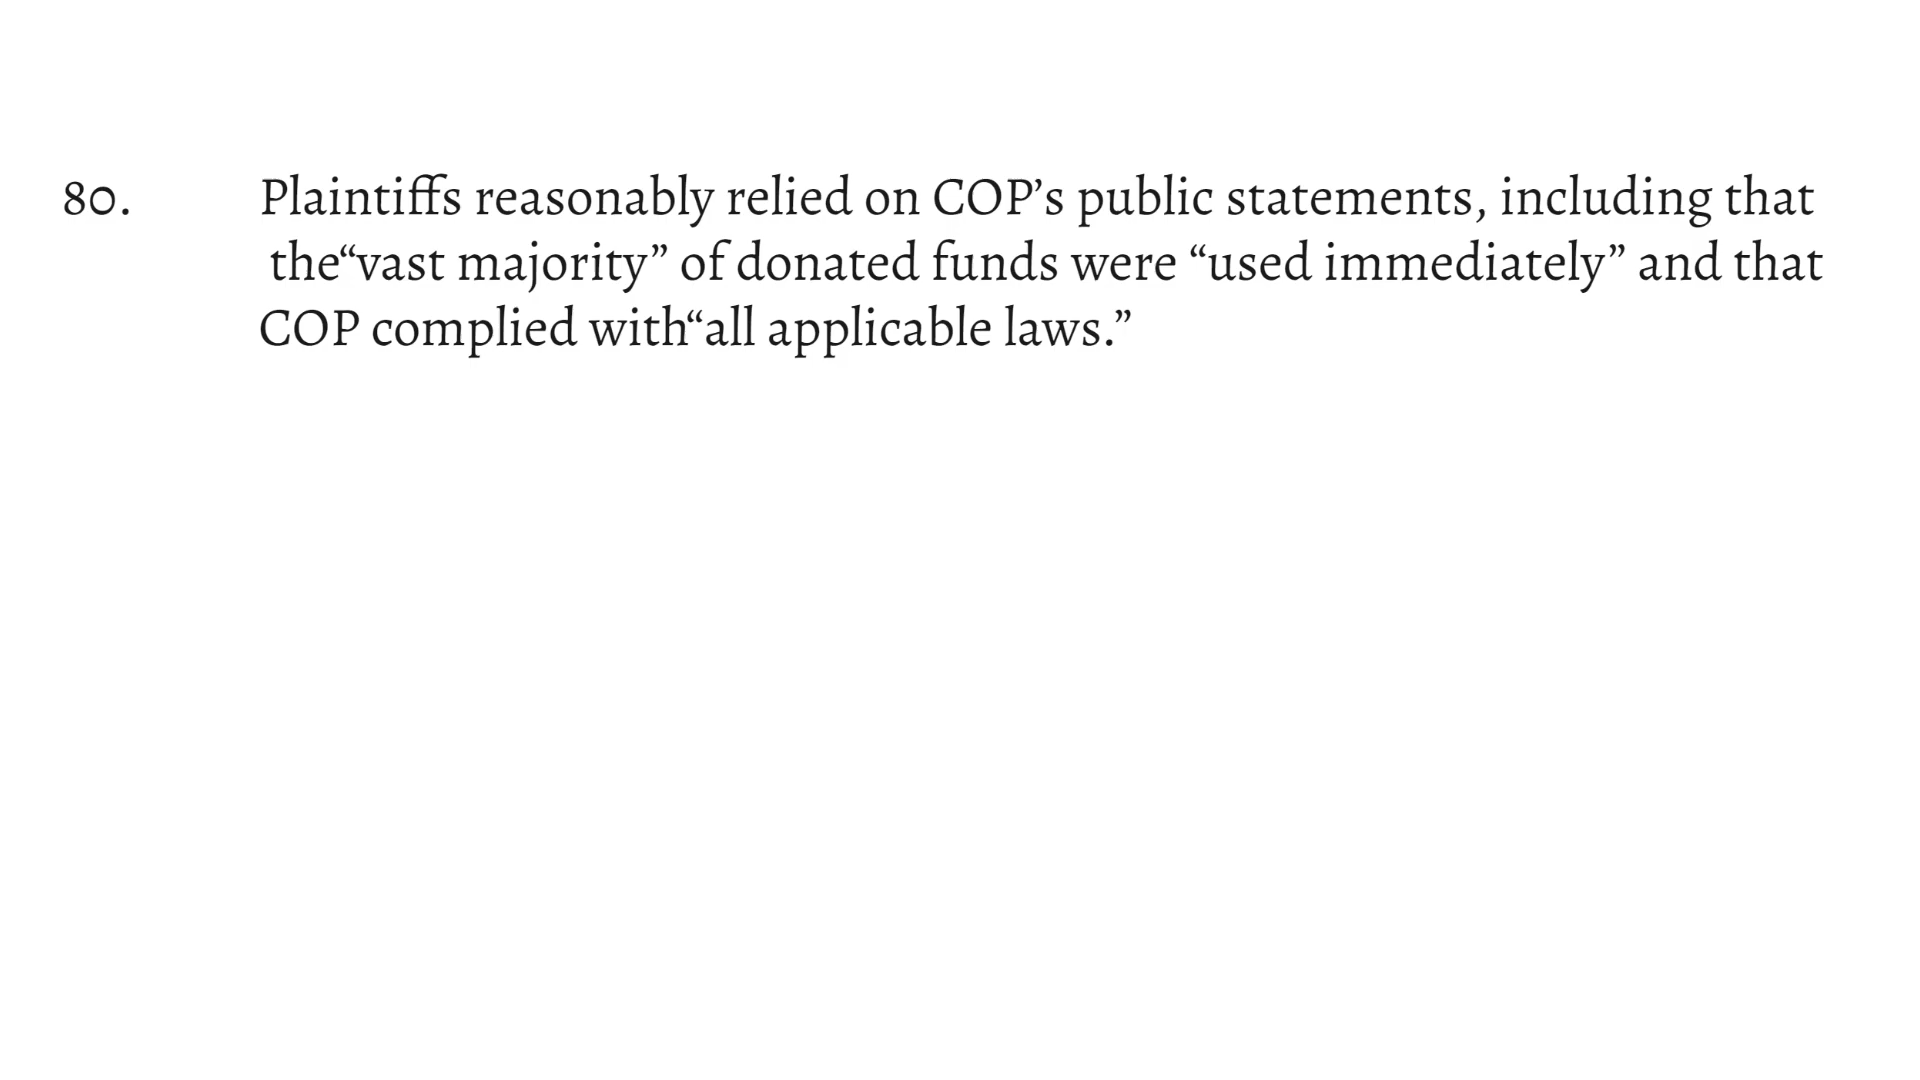 80. Plaintiffs reasonably relied on COP’s public statements, including that
the“vast majority” of donated funds were “used immediately” and that
COP complied with“all applicable laws.”